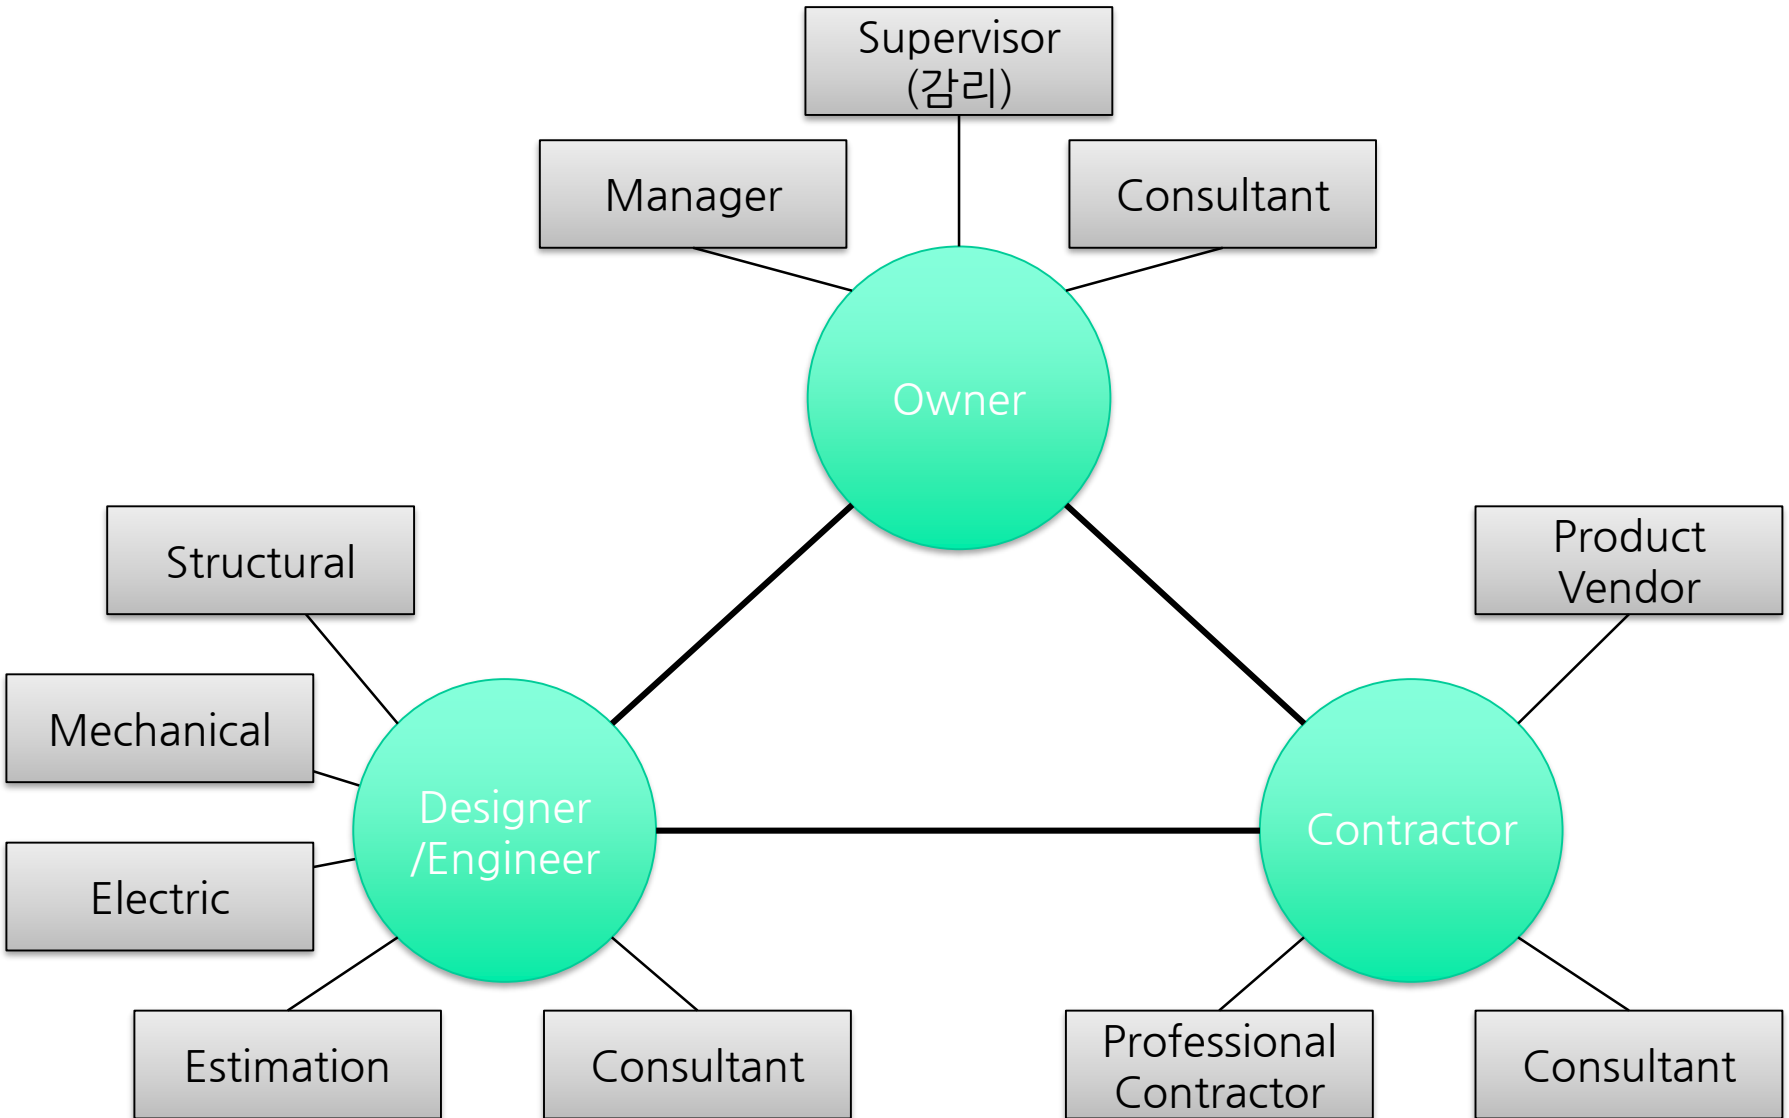 Supervisor
(감리)
Manager
Consultant
Owner
Structural
Product
Vendor
Mechanical
Designer
/Engineer
Contractor
Electric
Estimation
Consultant
Professional
Contractor
Consultant